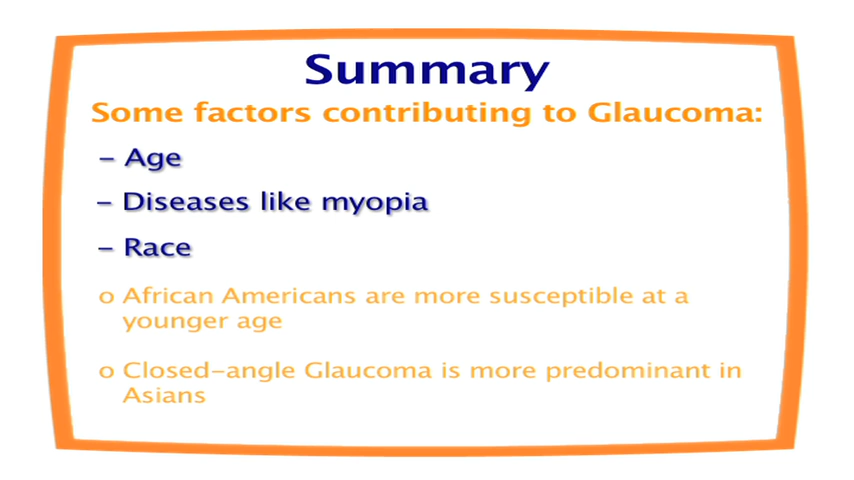 Summary
Some factors contributing to Glaucoma:
– Age
– Diseases like myopia
– Race
o African Americans are more susceptible at a
younger age
o Closed–angle Glaucoma is more predominant in
Asians